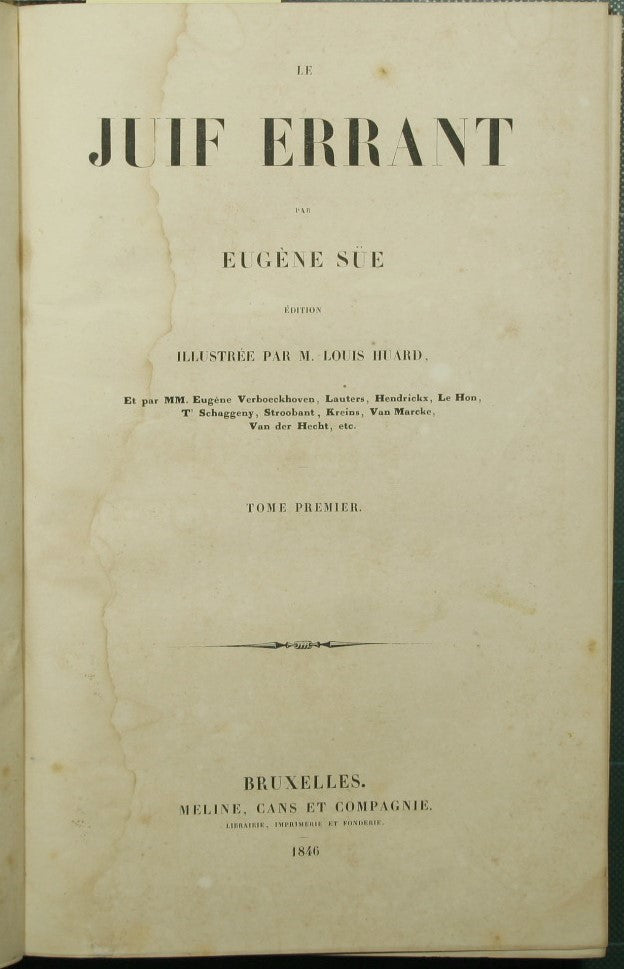 LE
JUIF ERRANT
PAR
EUGÈNE SÜE
ÉDITION
ILLUSTRÉE PAR M. LOUIS HUARD,
Et par MM. Eugéne Verboeckhoven, Lauters, Hendrickx, Le Hon,
Tʳ Schaggeny, Stroobant, Kreins, Van Marcke,
Van der Hecht, etc.
TOME PREMIER.
BRUXELLES.
MELINE, CANS ET COMPAGNIE.
LIBRAIRIE, IMPRIMERIE ET FONDERIE.
1846